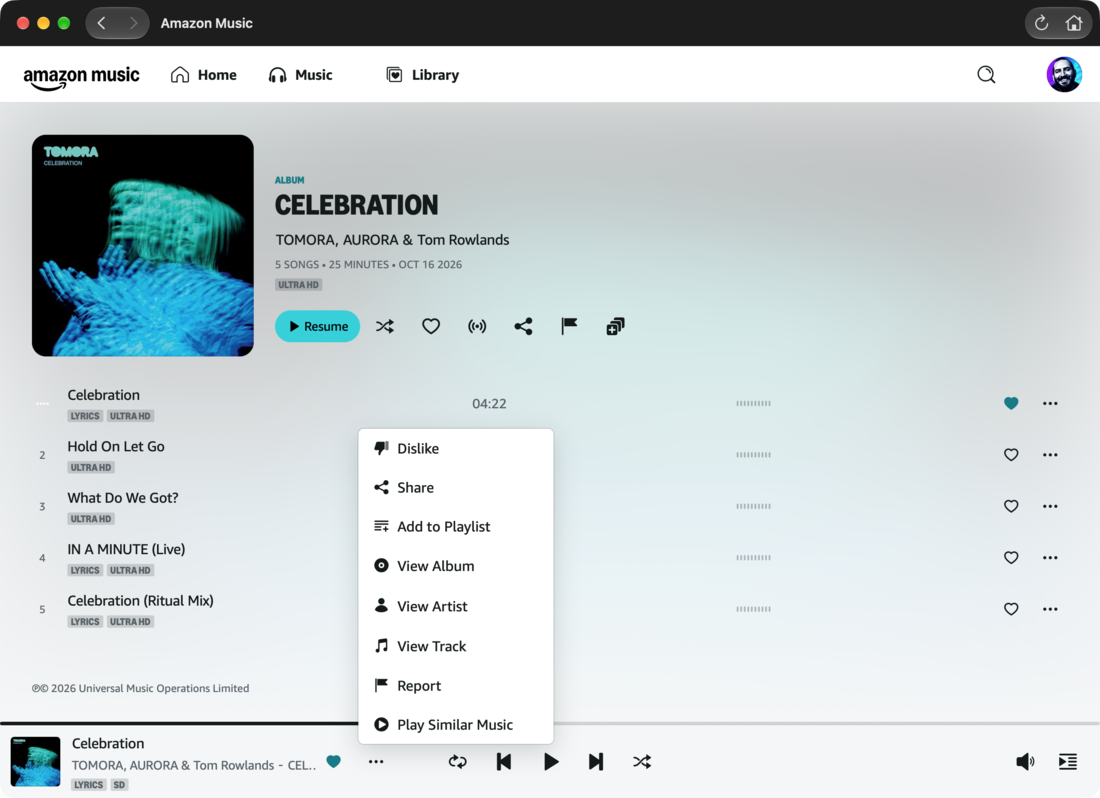 Amazon Music
amazon music
Home
Music
Library
TOMORA
CELEBRATION
ALBUM
CELEBRATION
TOMORA, AURORA & Tom Rowlands
5 SONGS • 25 MINUTES • OCT 16 2026
ULTRA HD
Resume
Celebration
LYRICS ULTRA HD
04:22
2
Hold On Let Go
ULTRA HD
3
What Do We Got?
ULTRA HD
4
IN A MINUTE (Live)
LYRICS ULTRA HD
5
Celebration (Ritual Mix)
LYRICS ULTRA HD
Dislike
Share
Add to Playlist
View Album
View Artist
View Track
Report
Play Similar Music
℗© 2026 Universal Music Operations Limited
Celebration
TOMORA, AURORA & Tom Rowlands - CEL...
LYRICS SD